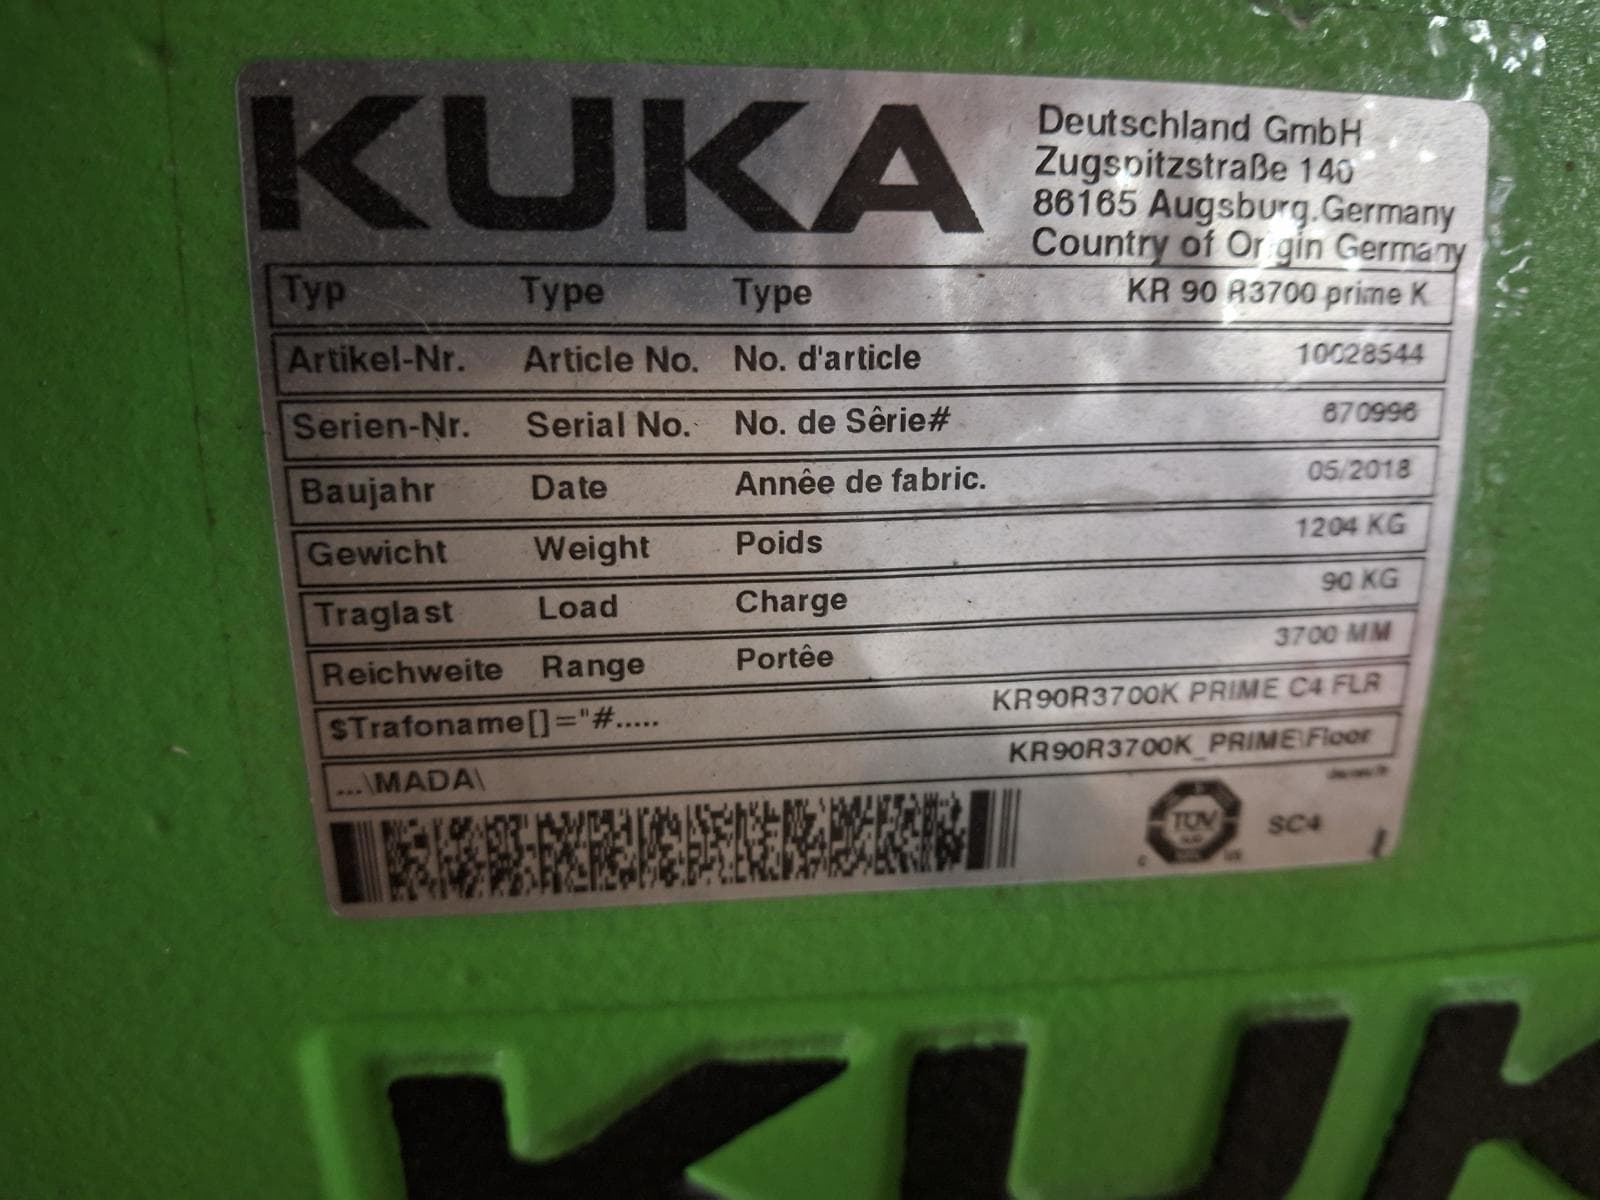 KUKA
Deutschland GmbH
Zugspitzstraße 140
86165 Augsburg.Germany
Country of Origin Germany
Typ Type Type KR 90 R3700 prime K
Artikel-Nr. Article No. No. d'article 10028544
Serien-Nr. Serial No. No. de Sêrie# 670996
Baujahr Date Annêe de fabric. 05/2018
Gewicht Weight Poids 1204 KG
Traglast Load Charge 90 KG
Reichweite Range Portêe 3700 MM
$Trafoname[]="#..... KR90R3700K PRIME C4 FLR
...\MADA\ KR90R3700K_PRIME\Floor
TÜV
SC4
KUK